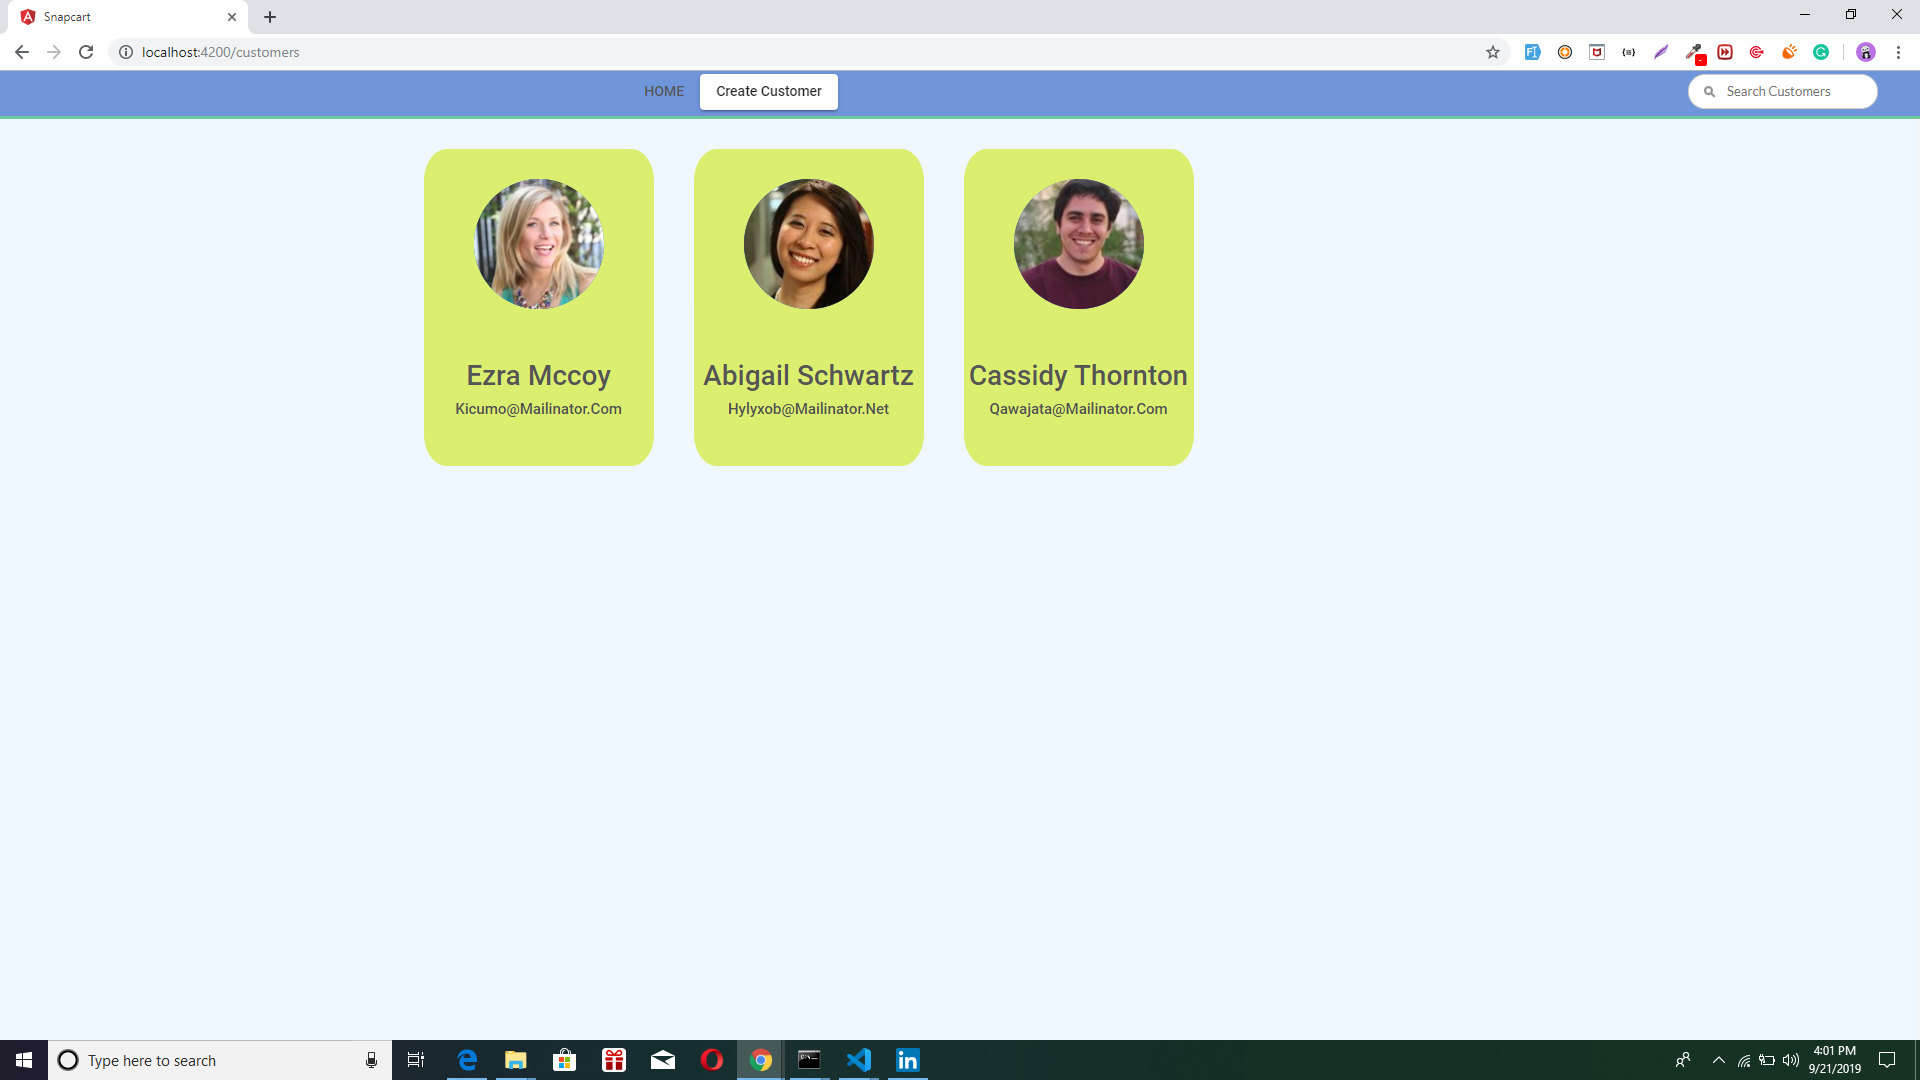 Snapcart
localhost:4200/customers
HOME
Create Customer
Search Customers
Ezra Mccoy
Kicumo@Mailinator.Com
Abigail Schwartz
Hylyxob@Mailinator.Net
Cassidy Thornton
Qawajata@Mailinator.Com
Type here to search
4:01 PM
9/21/2019